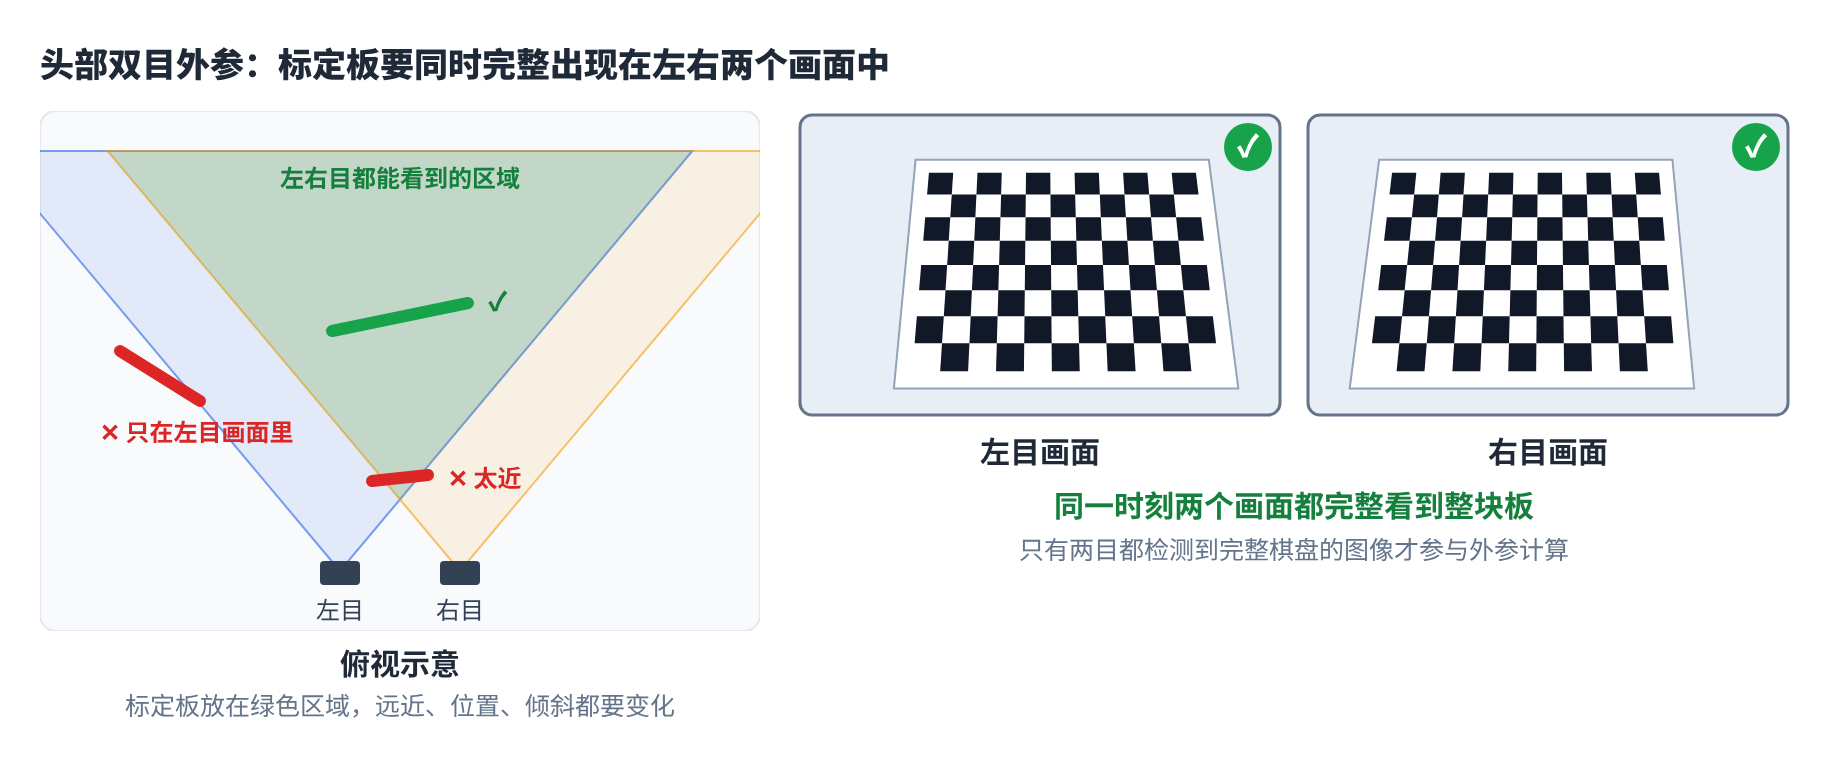 头部双目外参：标定板要同时完整出现在左右两个画面中
左右目都能看到的区域
✓
× 只在左目画面里
× 太近
左目
右目
俯视示意
标定板放在绿色区域，远近、位置、倾斜都要变化
✓
✓
左目画面
右目画面
同一时刻两个画面都完整看到整块板
只有两目都检测到完整棋盘的图像才参与外参计算